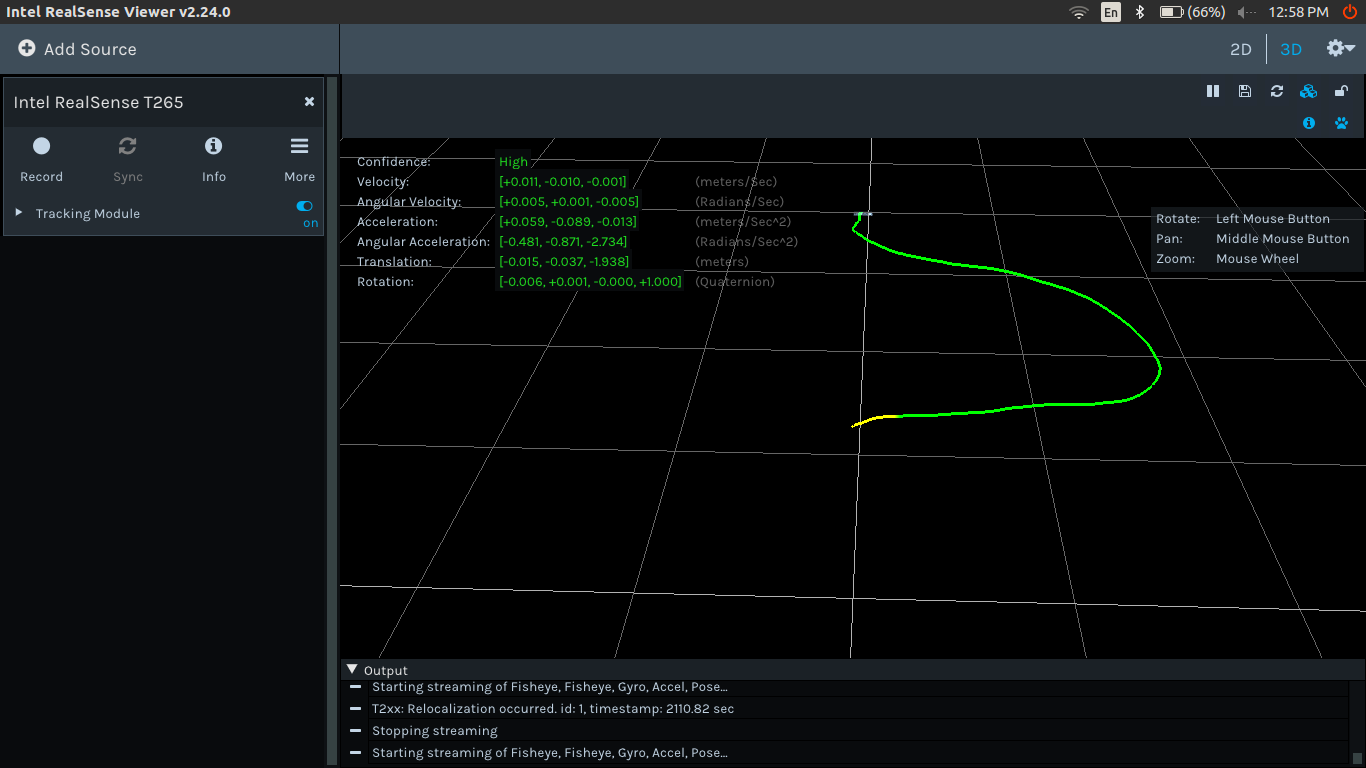 Intel RealSense Viewer v2.24.0
En
(66%)
12:58 PM
Add Source
2D
3D
Intel RealSense T265
Record
Sync
Info
More
Tracking Module
on
Confidence: High
Velocity: [+0.011, -0.010, -0.001] (meters/Sec)
Angular Velocity: [+0.005, +0.001, -0.005] (Radians/Sec)
Acceleration: [+0.059, -0.089, -0.013] (meters/Sec^2)
Angular Acceleration: [-0.481, -0.871, -2.734] (Radians/Sec^2)
Translation: [-0.015, -0.037, -1.938] (meters)
Rotation: [-0.006, +0.001, -0.000, +1.000] (Quaternion)
Rotate: Left Mouse Button
Pan: Middle Mouse Button
Zoom: Mouse Wheel
Output
Starting streaming of Fisheye, Fisheye, Gyro, Accel, Pose...
T2xx: Relocalization occurred. id: 1, timestamp: 2110.82 sec
Stopping streaming
Starting streaming of Fisheye, Fisheye, Gyro, Accel, Pose...